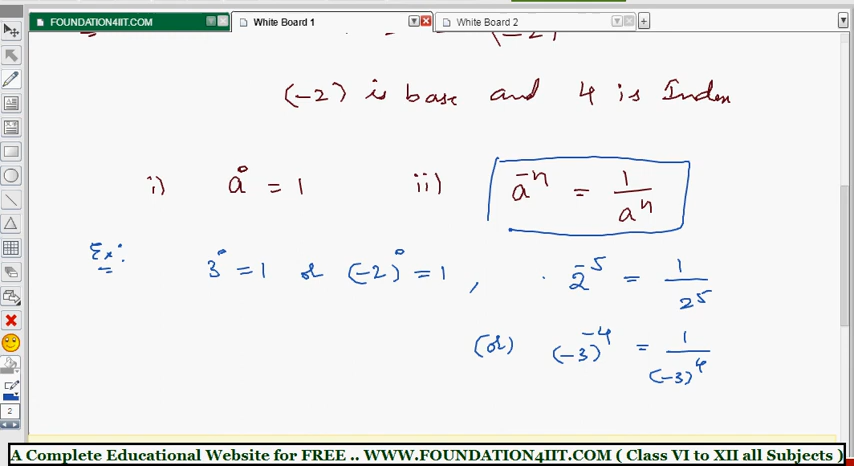 FOUNDATION4IIT.COM White Board 1 White Board 2
(-2)
(-2) is base and 4 is Index
i) a⁰ = 1 ii) a⁻ⁿ = 1/aⁿ
Ex:
3⁰ = 1 or (-2)⁰ = 1, 2⁻⁵ = 1/2⁵
(or) (-3)⁻⁴ = 1/(-3)⁴
2
A Complete Educational Website for FREE .. WWW.FOUNDATION4IIT.COM ( Class VI to XII all Subjects )